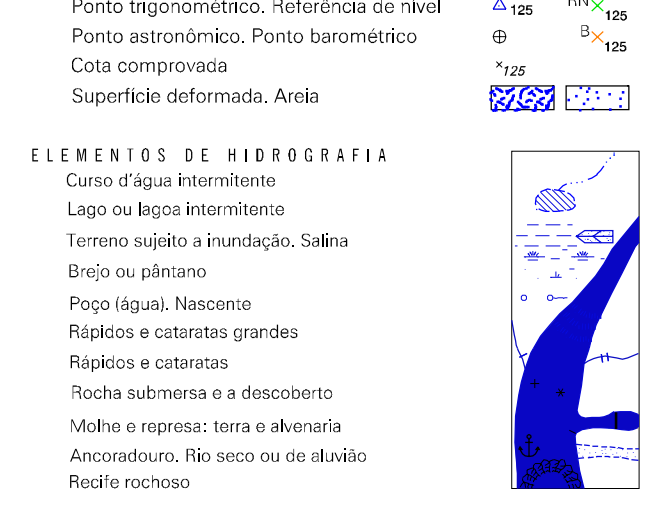 Ponto trigonométrico. Referência de nível 125 RN 125
Ponto astronômico. Ponto barométrico B 125
Cota comprovada 125
Superfície deformada. Areia
ELEMENTOS DE HIDROGRAFIA
Curso d'água intermitente
Lago ou lagoa intermitente
Terreno sujeito a inundação. Salina
Brejo ou pântano
Poço (água). Nascente
Rápidos e cataratas grandes
Rápidos e cataratas
Rocha submersa e a descoberto
Molhe e represa: terra e alvenaria
Ancoradouro. Rio seco ou de aluvião
Recife rochoso